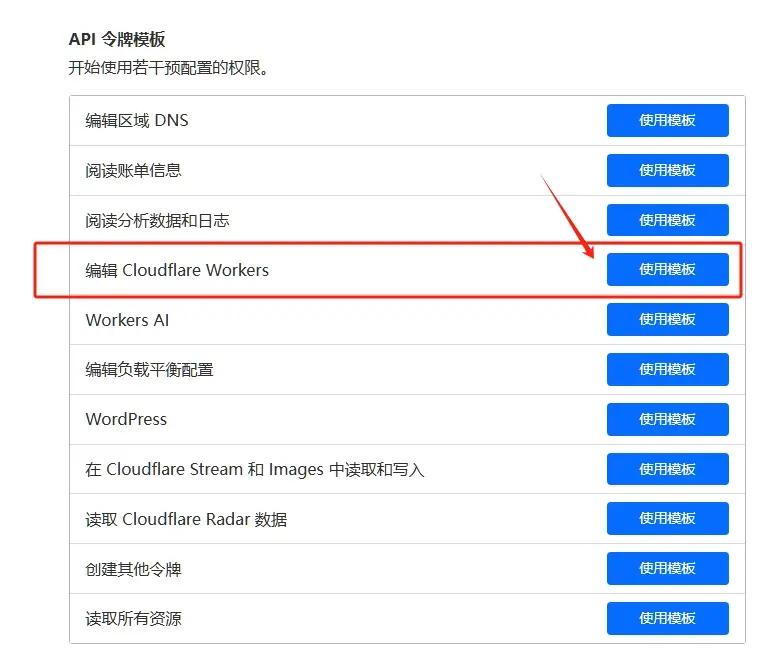 API 令牌模板
开始使用若干预配置的权限。
编辑区域 DNS 使用模板
阅读账单信息 使用模板
阅读分析数据和日志 使用模板
编辑 Cloudflare Workers 使用模板
Workers AI 使用模板
编辑负载平衡配置 使用模板
WordPress 使用模板
在 Cloudflare Stream 和 Images 中读取和写入 使用模板
读取 Cloudflare Radar 数据 使用模板
创建其他令牌 使用模板
读取所有资源 使用模板